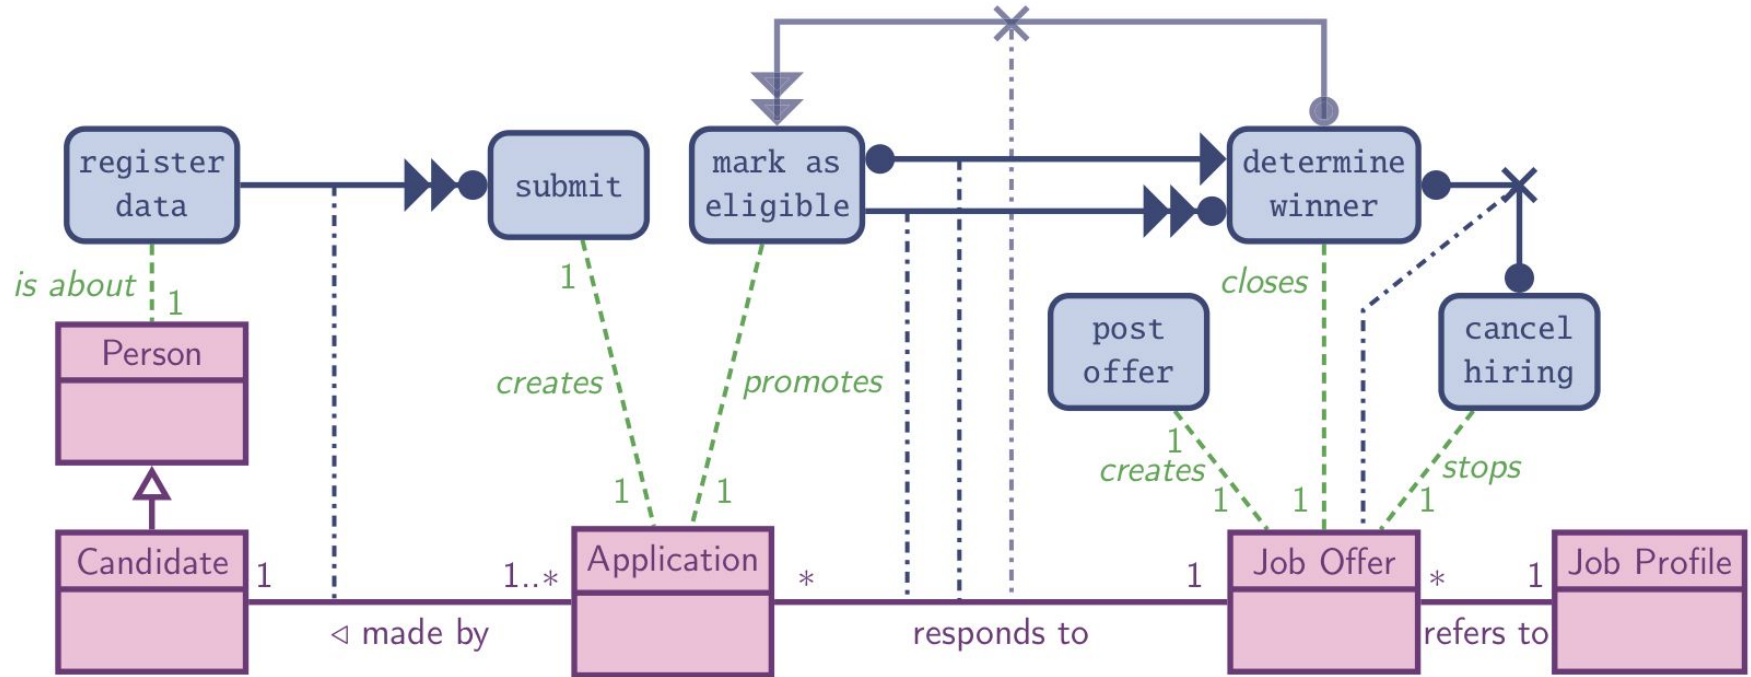 register
data
submit
mark as
eligible
determine
winner
is about
1
1
closes
post
offer
cancel
hiring
Person
creates
promotes
1
creates
stops
1
1
1
1
1
Candidate
1
1..*
Application
*
1
Job Offer
*
1
Job Profile
◁ made by
responds to
refers to